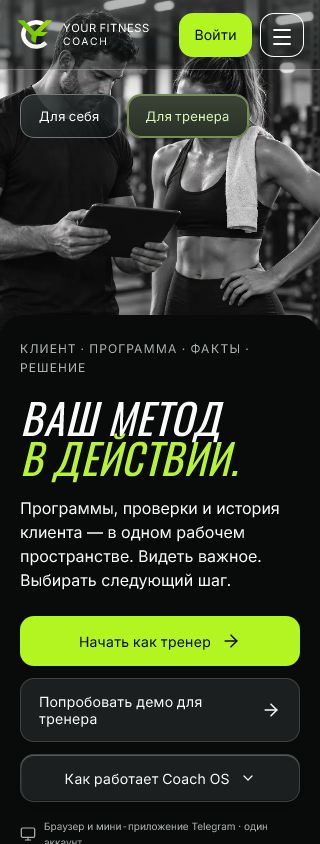 YOUR FITNESS
COACH
Войти
Для себя
Для тренера
КЛИЕНТ · ПРОГРАММА · ФАКТЫ ·
РЕШЕНИЕ
ВАШ МЕТОД
В ДЕЙСТВИИ.
Программы, проверки и история
клиента — в одном рабочем
пространстве. Видеть важное.
Выбирать следующий шаг.
Начать как тренер
Попробовать демо для
тренера
Как работает Coach OS
Браузер и мини-приложение Telegram · один
аккаунт